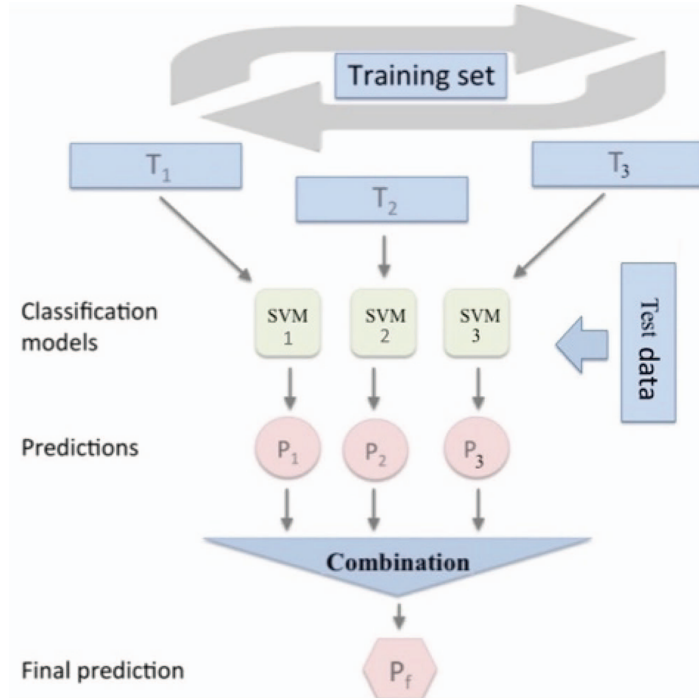 Training set
T1
T2
T3
Classification
models
SVM
1
SVM
2
SVM
3
Test data
Predictions
P1
P2
P3
Combination
Final prediction
Pf